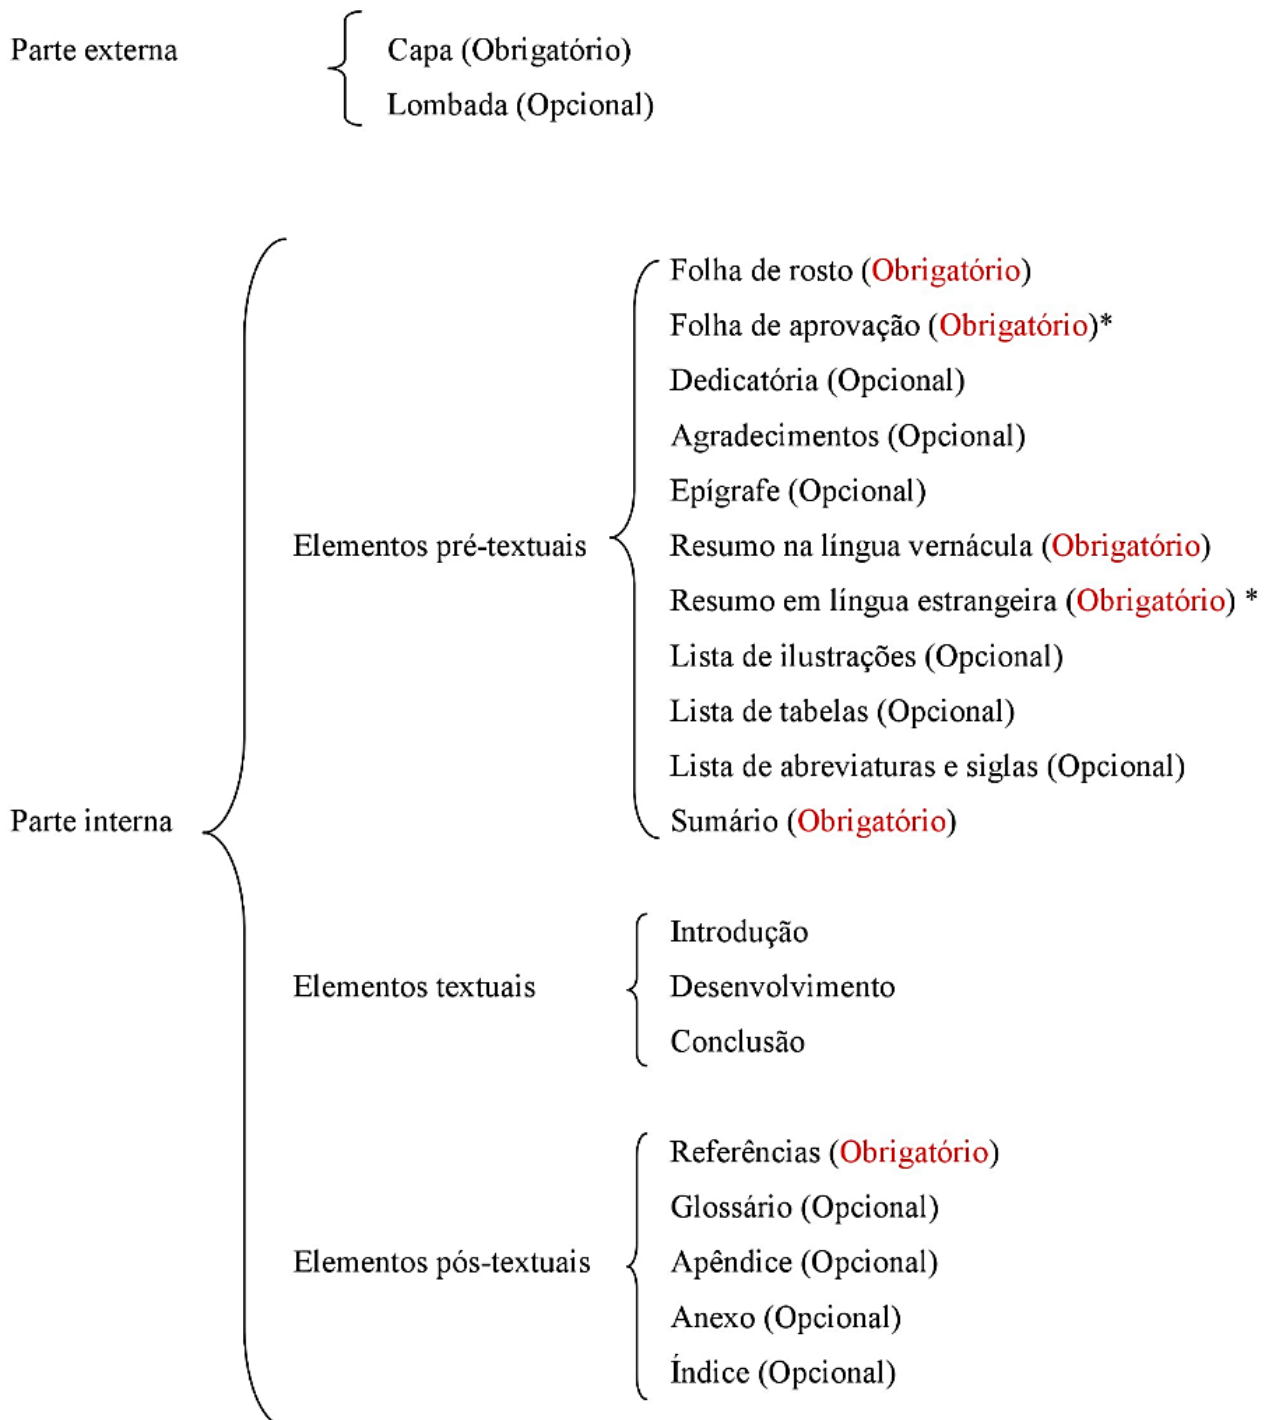 Parte externa
Capa (Obrigatório)
Lombada (Opcional)
Parte interna
Elementos pré-textuais
Folha de rosto (Obrigatório)
Folha de aprovação (Obrigatório)*
Dedicatória (Opcional)
Agradecimentos (Opcional)
Epígrafe (Opcional)
Resumo na língua vernácula (Obrigatório)
Resumo em língua estrangeira (Obrigatório) *
Lista de ilustrações (Opcional)
Lista de tabelas (Opcional)
Lista de abreviaturas e siglas (Opcional)
Sumário (Obrigatório)
Elementos textuais
Introdução
Desenvolvimento
Conclusão
Elementos pós-textuais
Referências (Obrigatório)
Glossário (Opcional)
Apêndice (Opcional)
Anexo (Opcional)
Índice (Opcional)